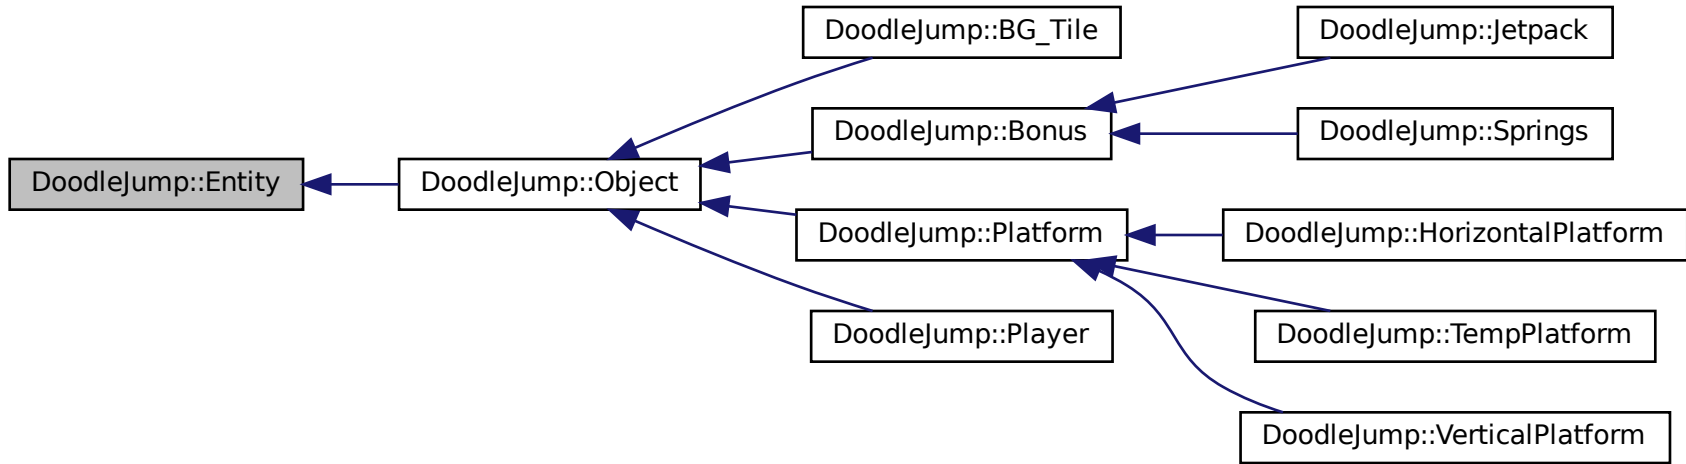 DoodleJump::BG_Tile
DoodleJump::Jetpack
DoodleJump::Bonus
DoodleJump::Springs
DoodleJump::Entity
DoodleJump::Object
DoodleJump::Platform
DoodleJump::HorizontalPlatform
DoodleJump::Player
DoodleJump::TempPlatform
DoodleJump::VerticalPlatform